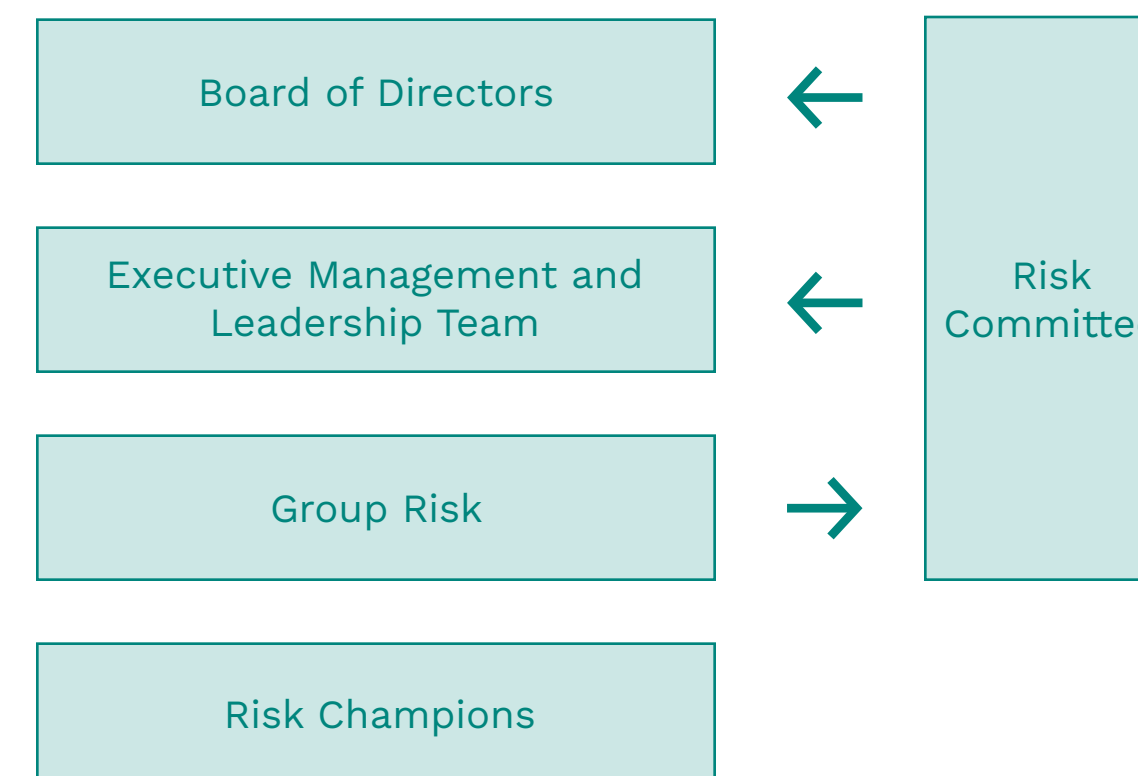 Board of Directors
Executive Management and
Leadership Team
Risk
Committe
Group Risk
Risk Champions